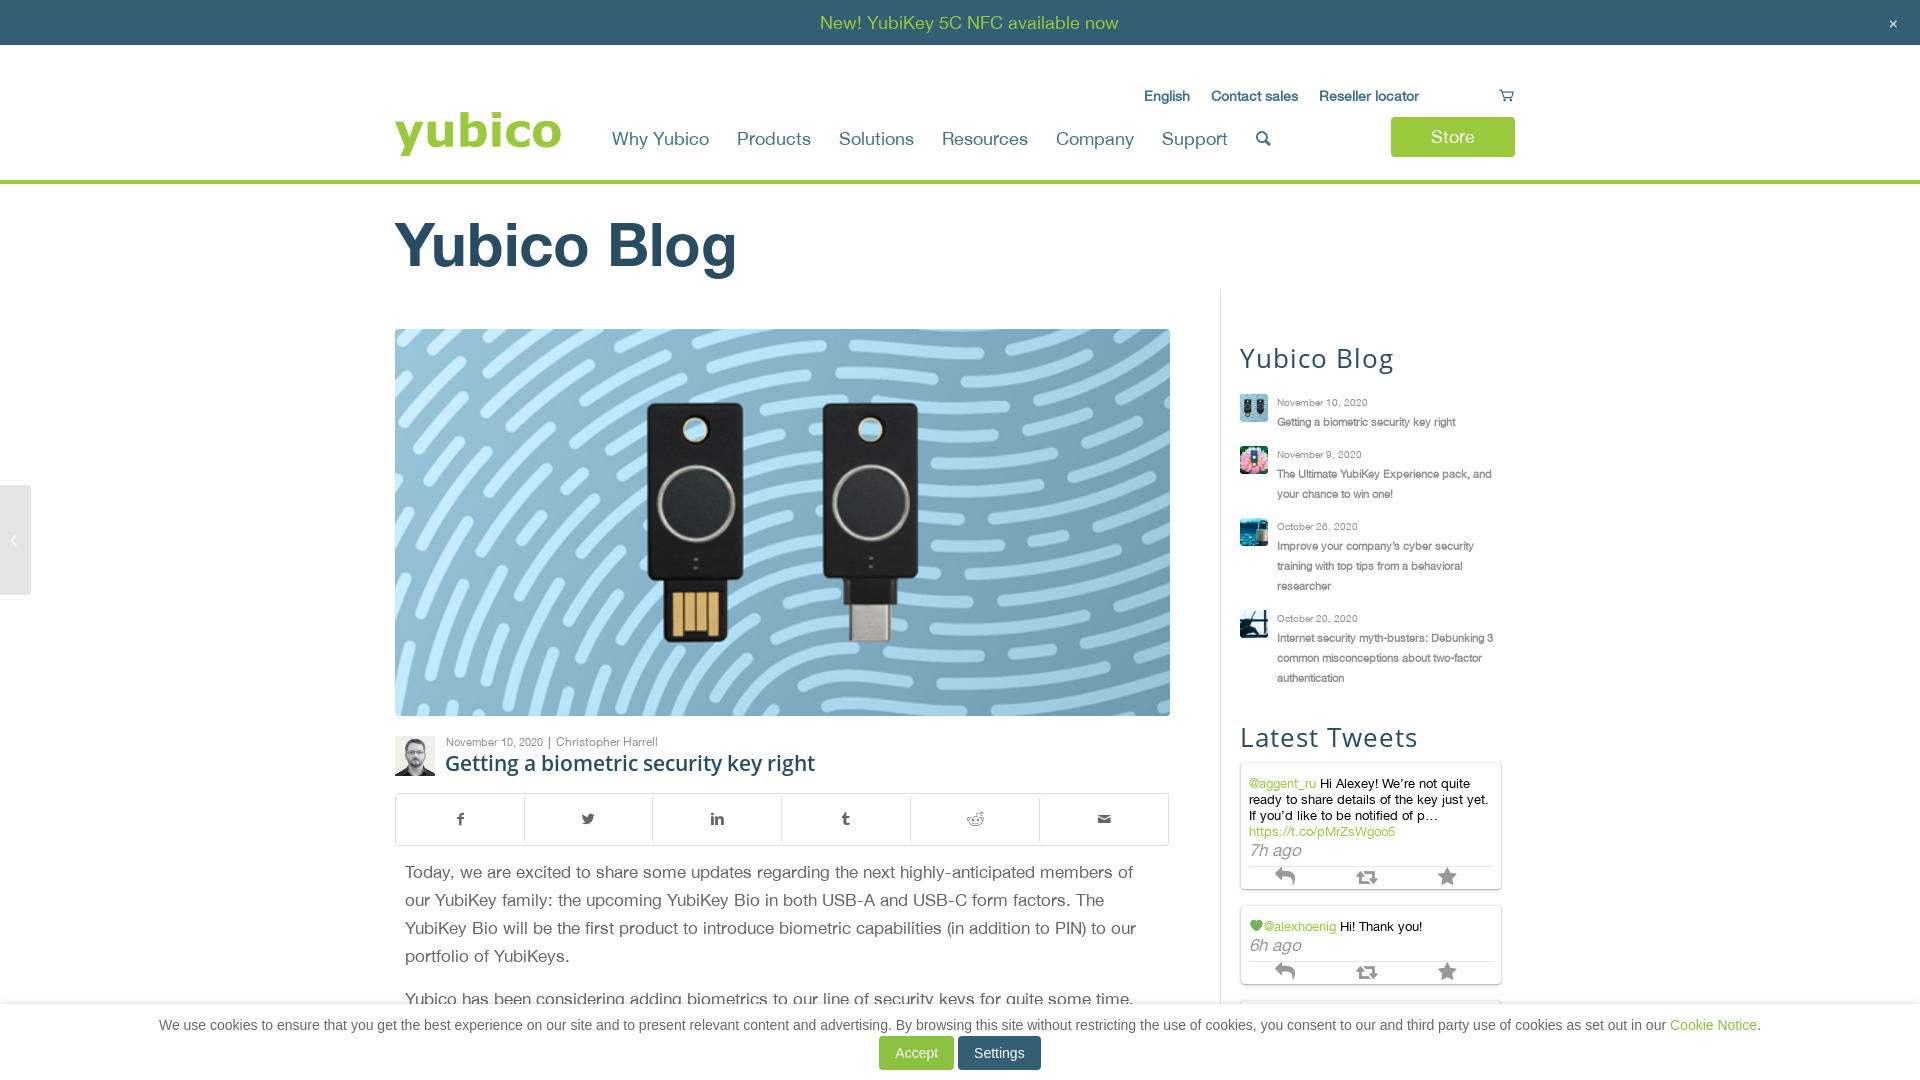 New! YubiKey 5C NFC available now
×
English
Contact sales
Reseller locator
yubico
Why Yubico
Products
Solutions
Resources
Company
Support
Store
Yubico Blog
November 10, 2020 | Christopher Harrell
Getting a biometric security key right
Today, we are excited to share some updates regarding the next highly-anticipated members of
our YubiKey family: the upcoming YubiKey Bio in both USB-A and USB-C form factors. The
YubiKey Bio will be the first product to introduce biometric capabilities (in addition to PIN) to our
portfolio of YubiKeys.
Yubico has been considering adding biometrics to our line of security keys for quite some time.
Yubico Blog
November 10, 2020
Getting a biometric security key right
November 9, 2020
The Ultimate YubiKey Experience pack, and
your chance to win one!
October 26, 2020
Improve your company’s cyber security
training with top tips from a behavioral
researcher
October 20, 2020
Internet security myth-busters: Debunking 3
common misconceptions about two-factor
authentication
Latest Tweets
@aggent_ru Hi Alexey! We’re not quite
ready to share details of the key just yet.
If you’d like to be notified of p…
https://t.co/pMrZsWgoo5
7h ago
@alexhoenig Hi! Thank you!
6h ago
We use cookies to ensure that you get the best experience on our site and to present relevant content and advertising. By browsing this site without restricting the use of cookies, you consent to our and third party use of cookies as set out in our Cookie Notice.
Accept
Settings